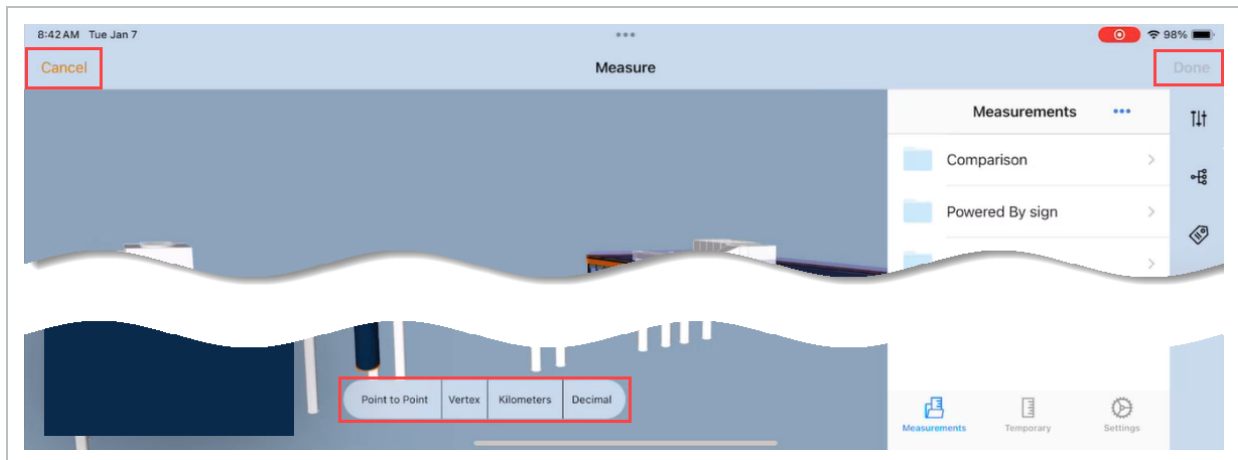 8:42 AM Tue Jan 7
98%
Cancel
Measure
Done
Measurements
Comparison
Powered By sign
Point to Point
Vertex
Kilometers
Decimal
Measurements
Temporary
Settings